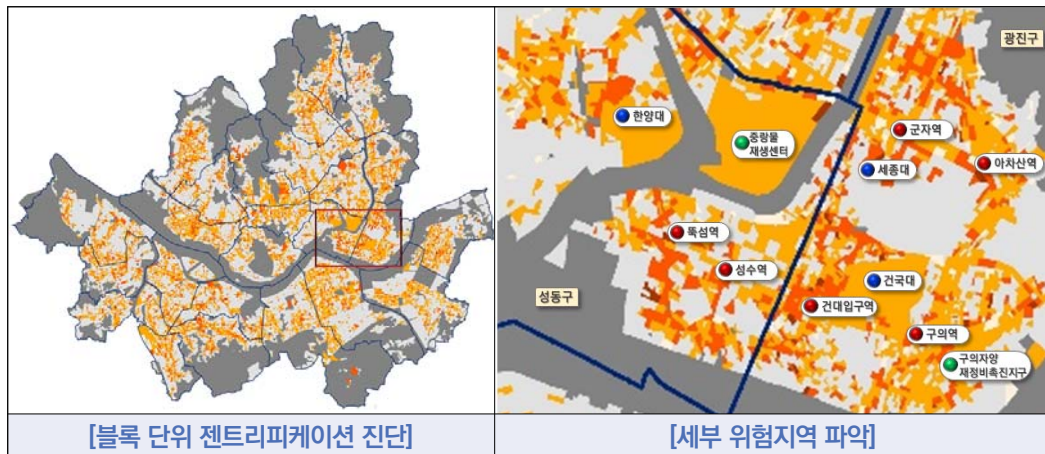 광진구
한양대
중랑물
재생센터
군자역
아차산역
세종대
뚝섬역
성수역
성동구
건국대
건대입구역
구의역
구의자양
재정비촉진지구
[블록 단위 젠트리피케이션 진단]
[세부 위험지역 파악]